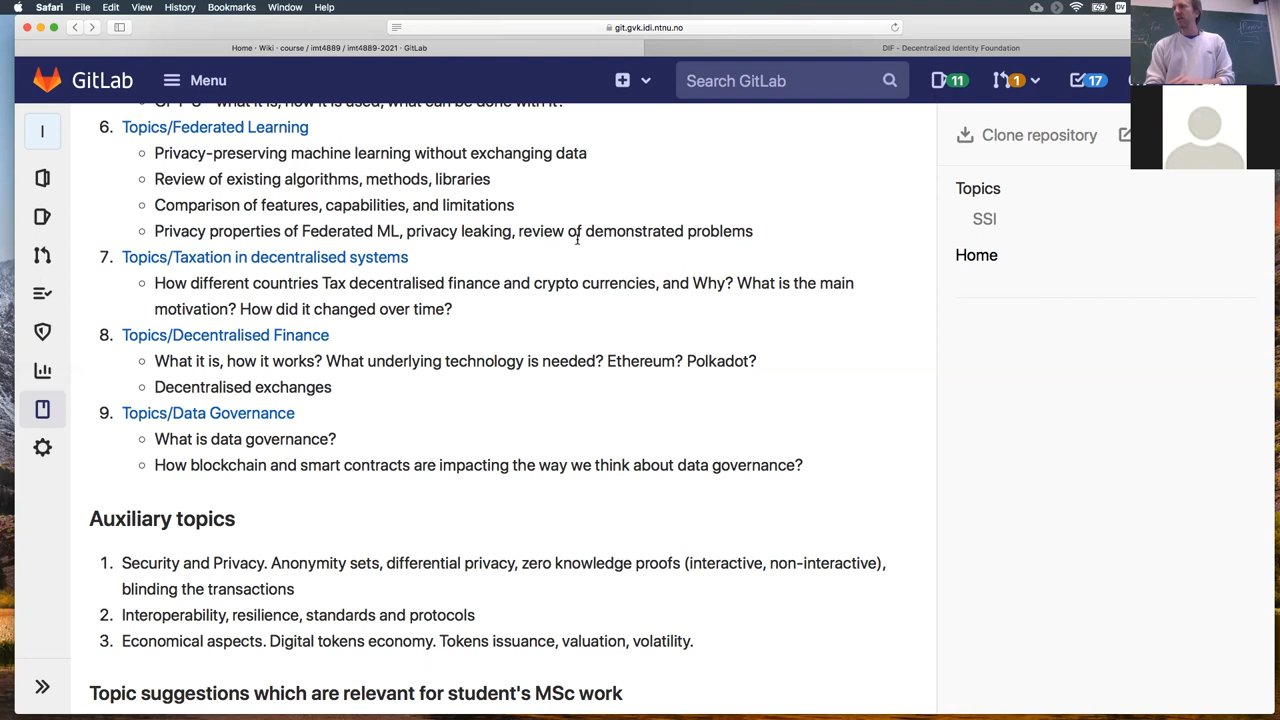 Safari File Edit View History Bookmarks Window Help
DV
git.gvk.idi.ntnu.no
Home · Wiki · course / imt4889 / imt4889-2021 · GitLab
DIF - Decentralized Identity Foundation
GitLab Menu
Search GitLab
11
1
17
I
6. Topics/Federated Learning
Privacy-preserving machine learning without exchanging data
Review of existing algorithms, methods, libraries
Comparison of features, capabilities, and limitations
Privacy properties of Federated ML, privacy leaking, review of demonstrated problems
7. Topics/Taxation in decentralised systems
How different countries Tax decentralised finance and crypto currencies, and Why? What is the main
motivation? How did it changed over time?
8. Topics/Decentralised Finance
What it is, how it works? What underlying technology is needed? Ethereum? Polkadot?
Decentralised exchanges
9. Topics/Data Governance
What is data governance?
How blockchain and smart contracts are impacting the way we think about data governance?
Auxiliary topics
1. Security and Privacy. Anonymity sets, differential privacy, zero knowledge proofs (interactive, non-interactive),
blinding the transactions
2. Interoperability, resilience, standards and protocols
3. Economical aspects. Digital tokens economy. Tokens issuance, valuation, volatility.
Topic suggestions which are relevant for student's MSc work
Clone repository
Topics
SSI
Home